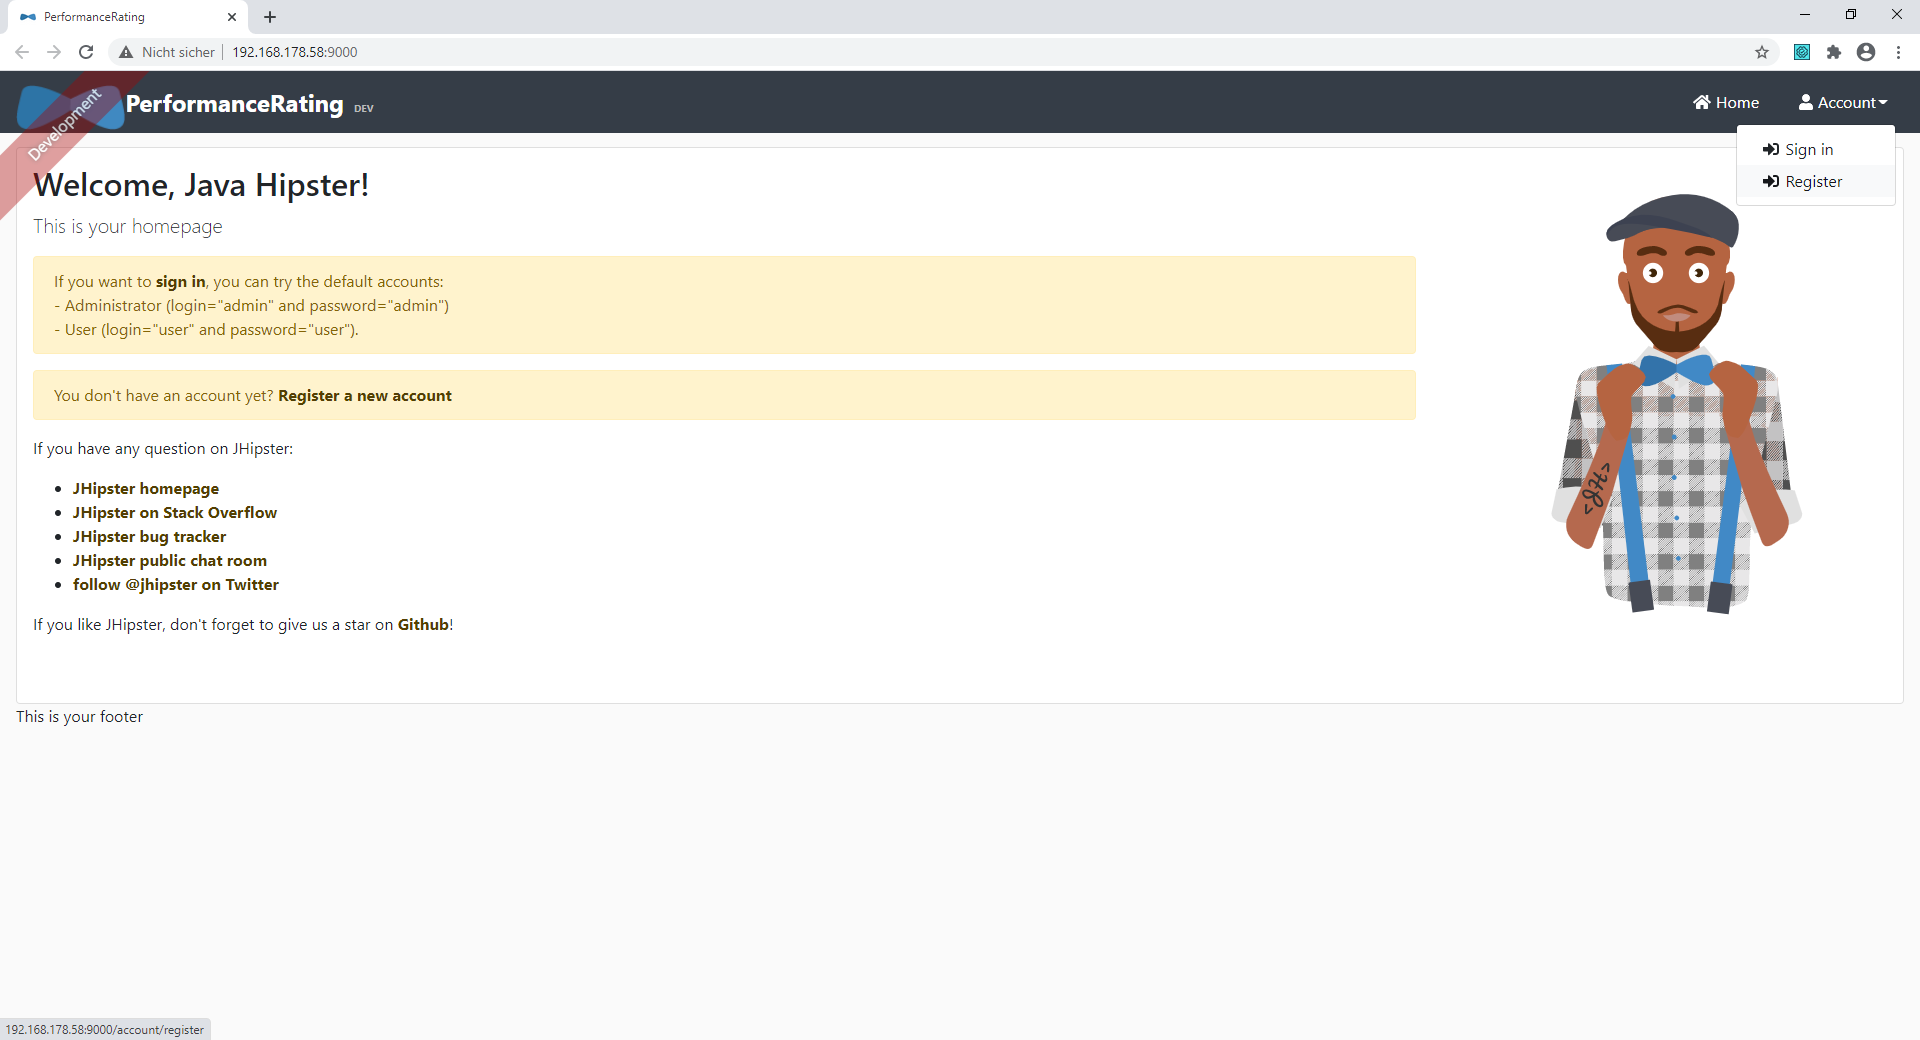 PerformanceRating
Nicht sicher
192.168.178.58:9000
Development
PerformanceRating DEV
Home
Account
Sign in
Register
Welcome, Java Hipster!
This is your homepage
If you want to sign in, you can try the default accounts:
- Administrator (login="admin" and password="admin")
- User (login="user" and password="user").
You don't have an account yet? Register a new account
If you have any question on JHipster:
JHipster homepage
JHipster on Stack Overflow
JHipster bug tracker
JHipster public chat room
follow @jhipster on Twitter
If you like JHipster, don't forget to give us a star on Github!
This is your footer
192.168.178.58:9000/account/register